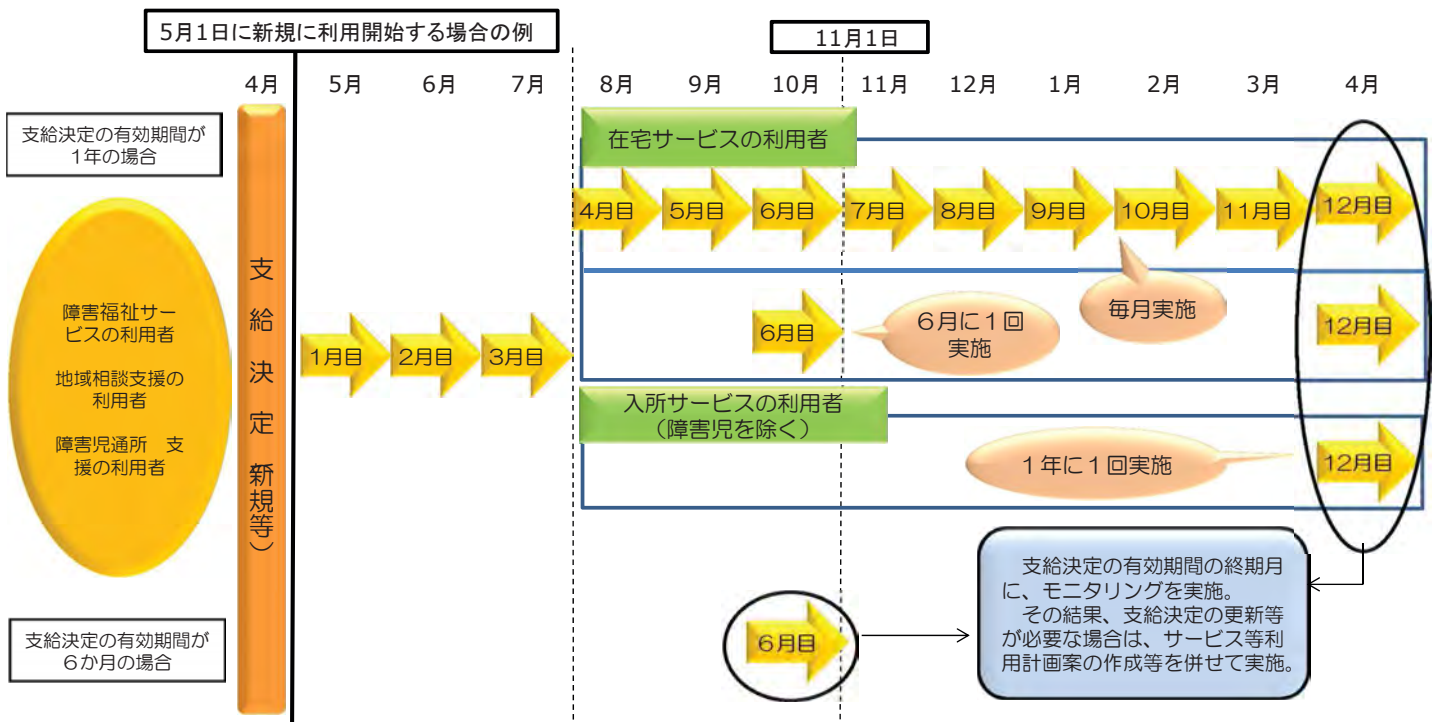 5月1日に新規に利用開始する場合の例
11月1日
4月
5月
6月
7月
8月
9月
10月
11月
12月
1月
2月
3月
4月
支給決定の有効期間が
1年の場合
障害福祉サー
ビスの利用者
地域相談支援の
利用者
障害児通所 支
援の利用者
支給決定の有効期間が
6か月の場合
支給決定 新規等）
1月目
2月目
3月目
在宅サービスの利用者
4月目
5月目
6月目
7月目
8月目
9月目
10月目
11月目
12月目
毎月実施
6月目
6月に1回
実施
12月目
入所サービスの利用者
（障害児を除く）
1年に1回実施
12月目
6月目
支給決定の有効期間の終期月
に、モニタリングを実施。
その結果、支給決定の更新等
が必要な場合は、サービス等利
用計画案の作成等を併せて実施。